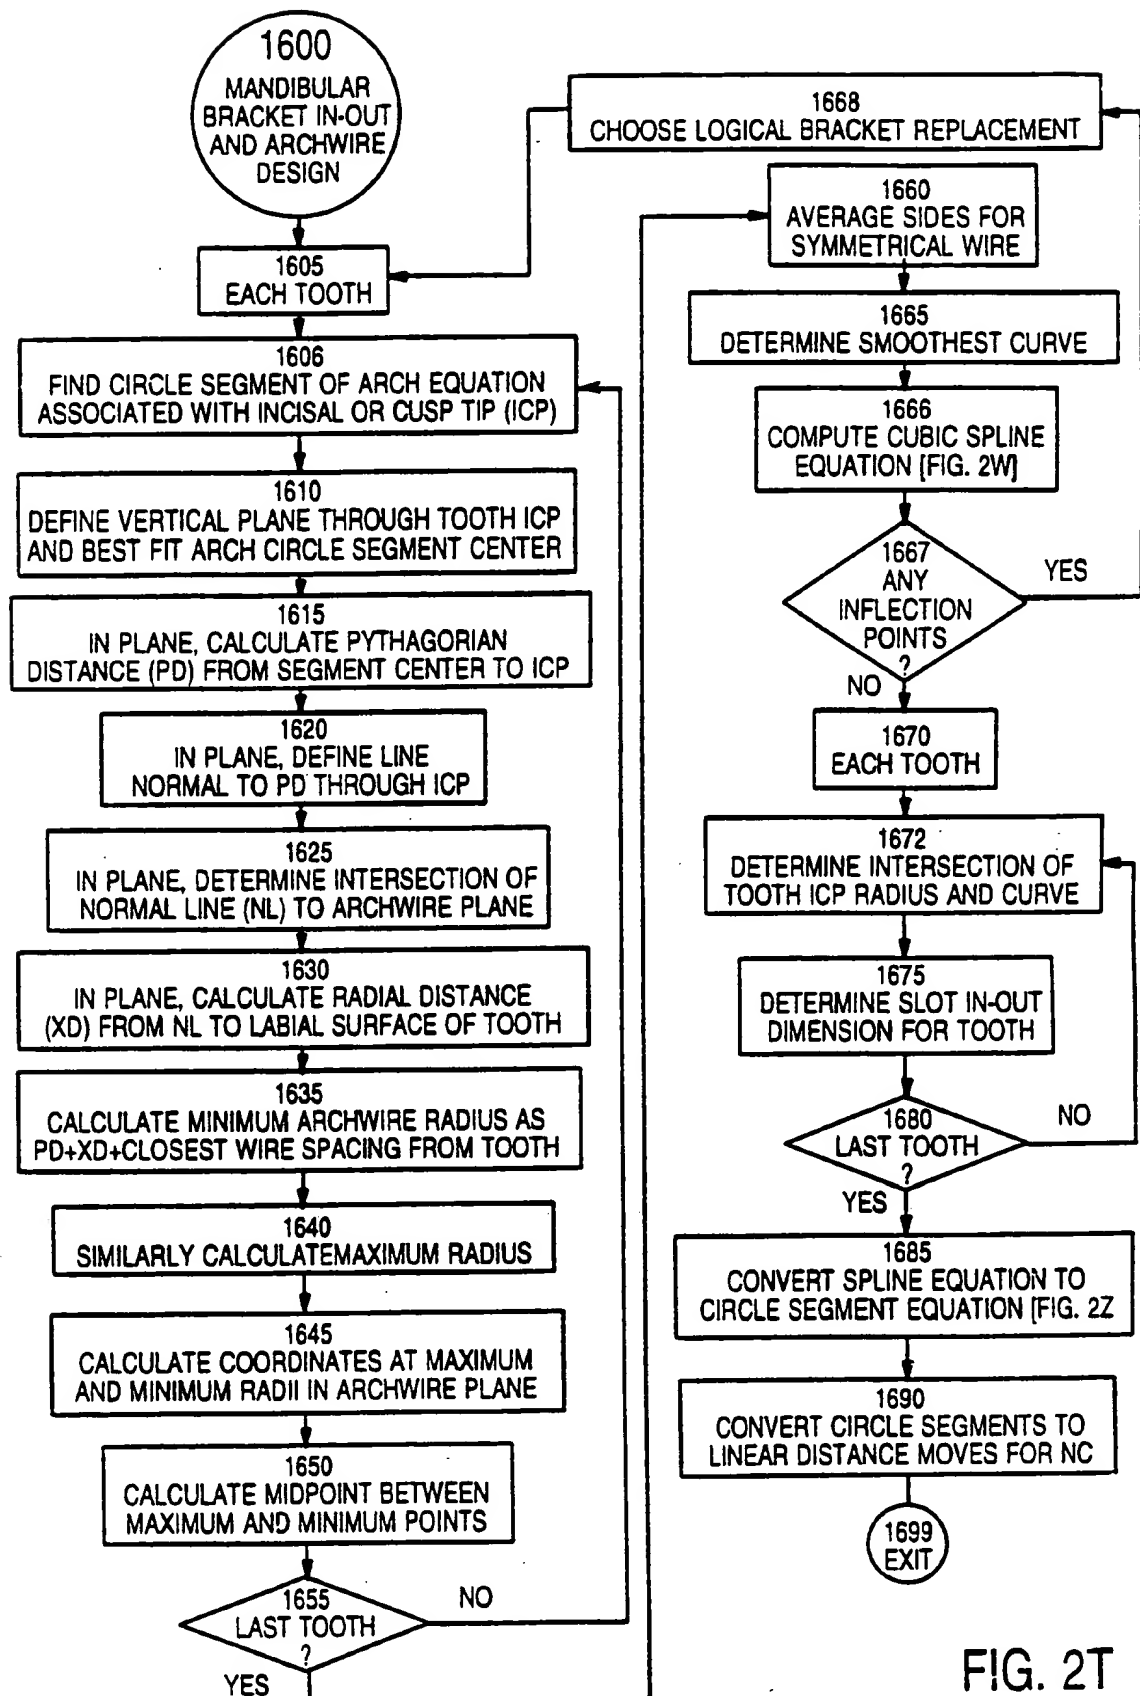 1600
MANDIBULAR
BRACKET IN-OUT
AND ARCHWIRE
DESIGN
1605
EACH TOOTH
1606
FIND CIRCLE SEGMENT OF ARCH EQUATION
ASSOCIATED WITH INCISAL OR CUSP TIP (ICP)
1610
DEFINE VERTICAL PLANE THROUGH TOOTH ICP
AND BEST FIT ARCH CIRCLE SEGMENT CENTER
1615
IN PLANE, CALCULATE PYTHAGORIAN
DISTANCE (PD) FROM SEGMENT CENTER TO ICP
1620
IN PLANE, DEFINE LINE
NORMAL TO PD THROUGH ICP
1625
IN PLANE, DETERMINE INTERSECTION OF
NORMAL LINE (NL) TO ARCHWIRE PLANE
1630
IN PLANE, CALCULATE RADIAL DISTANCE
(XD) FROM NL TO LABIAL SURFACE OF TOOTH
1635
CALCULATE MINIMUM ARCHWIRE RADIUS AS
PD+XD+CLOSEST WIRE SPACING FROM TOOTH
1640
SIMILARLY CALCULATEMAXIMUM RADIUS
1645
CALCULATE COORDINATES AT MAXIMUM
AND MINIMUM RADII IN ARCHWIRE PLANE
1650
CALCULATE MIDPOINT BETWEEN
MAXIMUM AND MINIMUM POINTS
1655
LAST TOOTH
?
NO
YES
1668
CHOOSE LOGICAL BRACKET REPLACEMENT
1660
AVERAGE SIDES FOR
SYMMETRICAL WIRE
1665
DETERMINE SMOOTHEST CURVE
1666
COMPUTE CUBIC SPLINE
EQUATION [FIG. 2W]
1667
ANY
INFLECTION
POINTS
?
YES
NO
1670
EACH TOOTH
1672
DETERMINE INTERSECTION OF
TOOTH ICP RADIUS AND CURVE
1675
DETERMINE SLOT IN-OUT
DIMENSION FOR TOOTH
1680
LAST TOOTH
?
NO
YES
1685
CONVERT SPLINE EQUATION TO
CIRCLE SEGMENT EQUATION [FIG. 2Z
1690
CONVERT CIRCLE SEGMENTS TO
LINEAR DISTANCE MOVES FOR NC
1699
EXIT
FIG. 2T